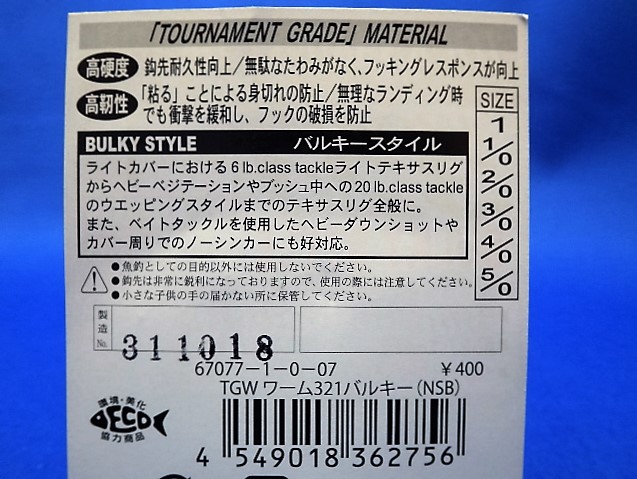 「TOURNAMENT GRADE」 MATERIAL
高硬度 鈎先耐久性向上/無駄なたわみがなく、フッキングレスポンスが向上
高靭性 「粘る」ことによる身切れの防止/無理なランディング時
でも衝撃を緩和し、フックの破損を防止
SIZE
1
1/0
2/0
3/0
4/0
5/0
BULKY STYLE バルキースタイル
ライトカバーにおける 6 lb.class tackleライトテキサスリグ
からヘビーベジテーションやブッシュ中への 20 lb.class tackle
のウエッピングスタイルまでのテキサスリグ全般に。
また、ベイトタックルを使用したヘビーダウンショットや
カバー周りでのノーシンカーにも好対応。
●魚釣としての目的以外には使用しないでください。
●鈎先は非常に鋭利になっておりますので、使用の際には注意してください。
●小さな子供の手の届かない所に保管してください。
製造No. 311018
67077-1-0-07 ¥400
TGW ワーム321バルキー(NSB)
環境・美化
DECO
協力商品
4 549018 362756